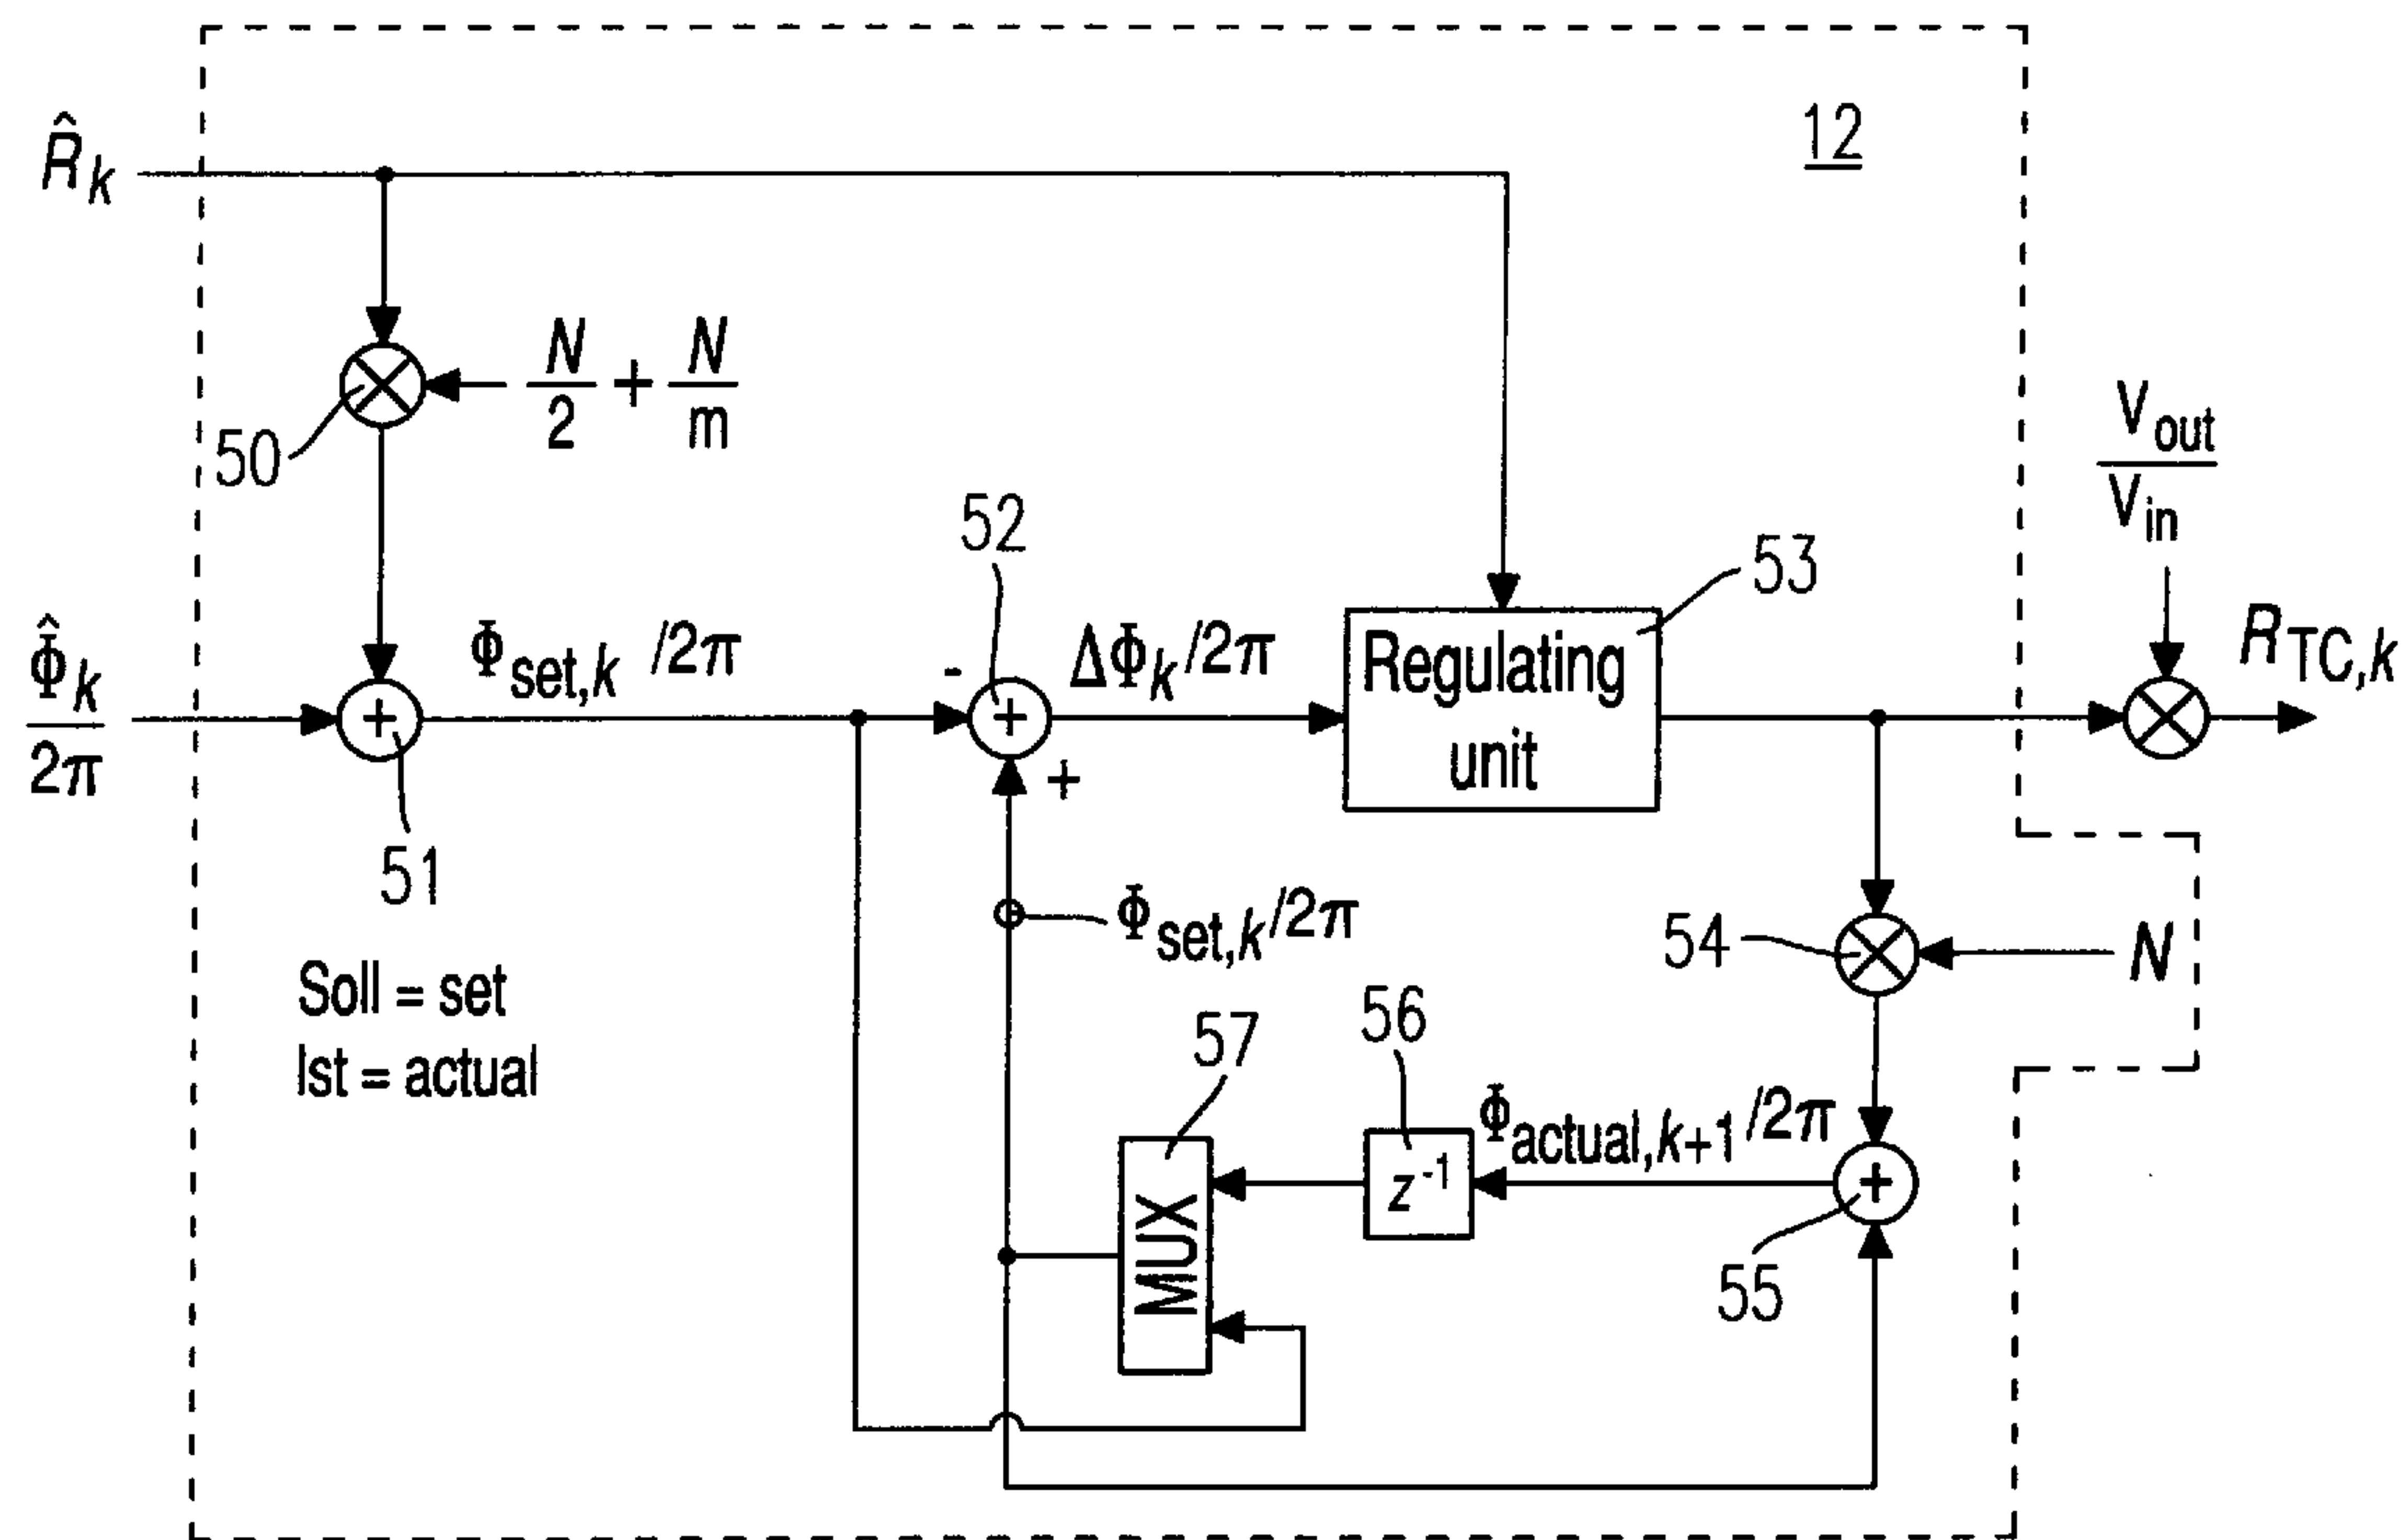 12
R̂k
N/2 + N/m
50
Vout/Vin
52
53
Φ̂k/2π
Φset,k /2π
-
+
ΔΦk/2π
Regulating
unit
RTC,k
+
+
51
Φset,k/2π
54
N
Soll = set
Ist = actual
57
56
Φactual,k+1/2π
z-1
MUX
+
55